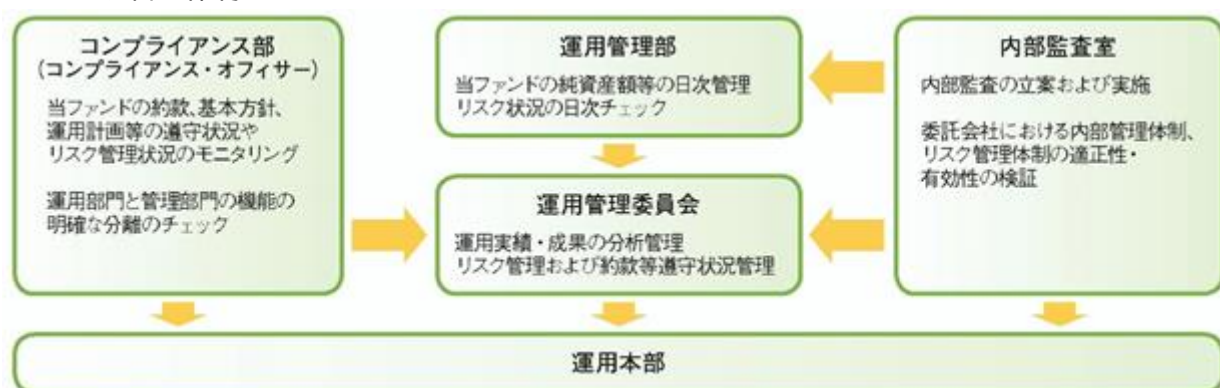 コンプライアンス部
(コンプライアンス・オフィサー)
当ファンドの約款、基本方針、
運用計画等の遵守状況や
リスク管理状況のモニタリング
運用部門と管理部門の機能の
明確な分離のチェック
運用管理部
当ファンドの純資産額等の日次管理
リスク状況の日次チェック
運用管理委員会
運用実績・成果の分析管理
リスク管理および約款等遵守状況管理
内部監査室
内部監査の立案および実施
委託会社における内部管理体制、
リスク管理体制の適正性・
有効性の検証
運用本部